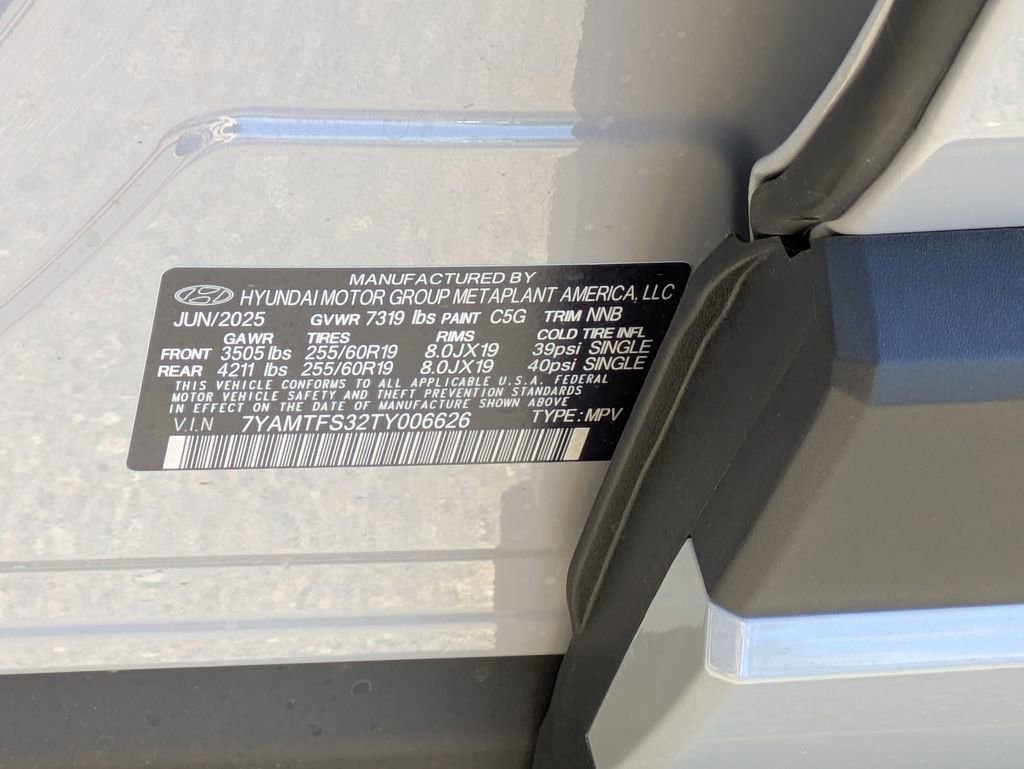 MANUFACTURED BY
HYUNDAI MOTOR GROUP METAPLANT AMERICA, LLC
JUN/2025 GVWR 7319 lbs PAINT C5G TRIM NNB
GAWR TIRES RIMS COLD TIRE INFL
FRONT 3505 lbs 255/60R19 8.0JX19 39psi SINGLE
REAR 4211 lbs 255/60R19 8.0JX19 40psi SINGLE
THIS VEHICLE CONFORMS TO ALL APPLICABLE U.S.A. FEDERAL
MOTOR VEHICLE SAFETY AND THEFT PREVENTION STANDARDS
IN EFFECT ON THE DATE OF MANUFACTURE SHOWN ABOVE
V.I.N 7YAMTFS32TY006626 TYPE: MPV